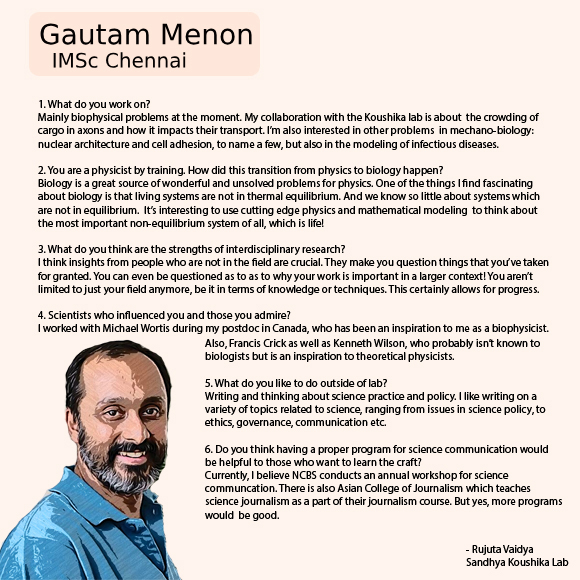 Gautam Menon
IMSc Chennai
1. What do you work on?
Mainly biophysical problems at the moment. My collaboration with the Koushika lab is about the crowding of
cargo in axons and how it impacts their transport. I'm also interested in other problems in mechano-biology:
nuclear architecture and cell adhesion, to name a few, but also in the modeling of infectious diseases.
2. You are a physicist by training. How did this transition from physics to biology happen?
Biology is a great source of wonderful and unsolved problems for physics. One of the things I find fascinating
about biology is that living systems are not in thermal equilibrium. And we know so little about systems which
are not in equilibrium. It's interesting to use cutting edge physics and mathematical modeling to think about
the most important non-equilibrium system of all, which is life!
3. What do you think are the strengths of interdisciplinary research?
I think insights from people who are not in the field are crucial. They make you question things that you've taken
for granted. You can even be questioned as to as to why your work is important in a larger context! You aren't
limited to just your field anymore, be it in terms of knowledge or techniques. This certainly allows for progress.
4. Scientists who influenced you and those you admire?
I worked with Michael Wortis during my postdoc in Canada, who has been an inspiration to me as a biophysicist.
Also, Francis Crick as well as Kenneth Wilson, who probably isn't known to
biologists but is an inspiration to theoretical physicists.
5. What do you like to do outside of lab?
Writing and thinking about science practice and policy. I like writing on a
variety of topics related to science, ranging from issues in science policy, to
ethics, governance, communication etc.
6. Do you think having a proper program for science communication would
be helpful to those who want to learn the craft?
Currently, I believe NCBS conducts an annual workshop for science
communcation. There is also Asian College of Journalism which teaches
science journalism as a part of their journalism course. But yes, more programs
would be good.
- Rujuta Vaidya
Sandhya Koushika Lab